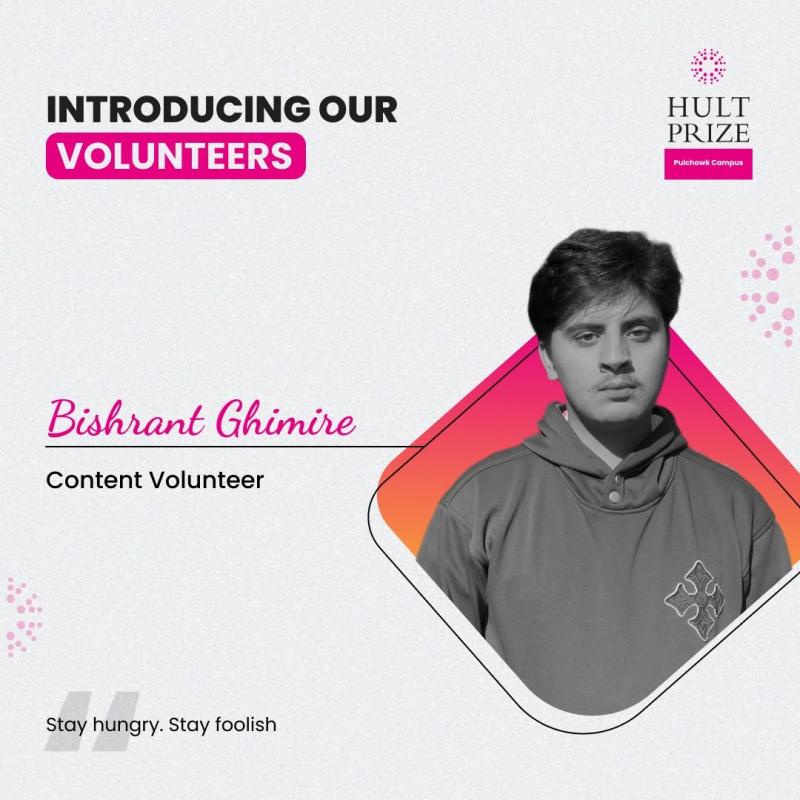 INTRODUCING OUR
VOLUNTEERS
HULT
PRIZE
Pulchowk Campus
Bishrant Ghimire
Content Volunteer
Stay hungry. Stay foolish